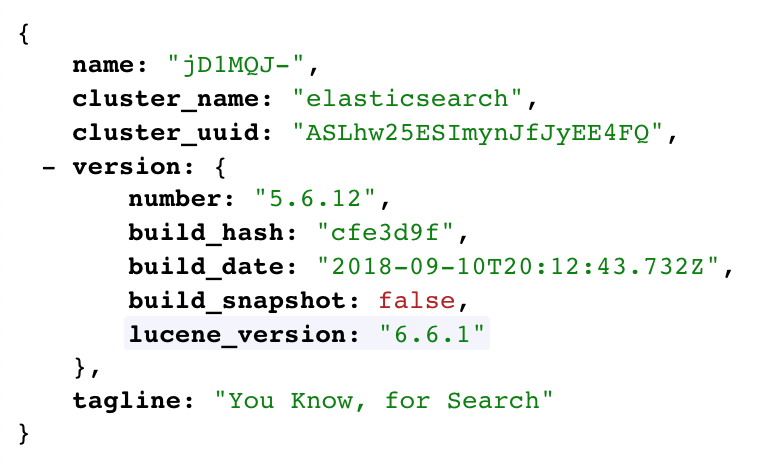 {
name: "jD1MQJ-",
cluster_name: "elasticsearch",
cluster_uuid: "ASLhw25ESImynJfJyEE4FQ",
- version: {
number: "5.6.12",
build_hash: "cfe3d9f",
build_date: "2018-09-10T20:12:43.732Z",
build_snapshot: false,
lucene_version: "6.6.1"
},
tagline: "You Know, for Search"
}